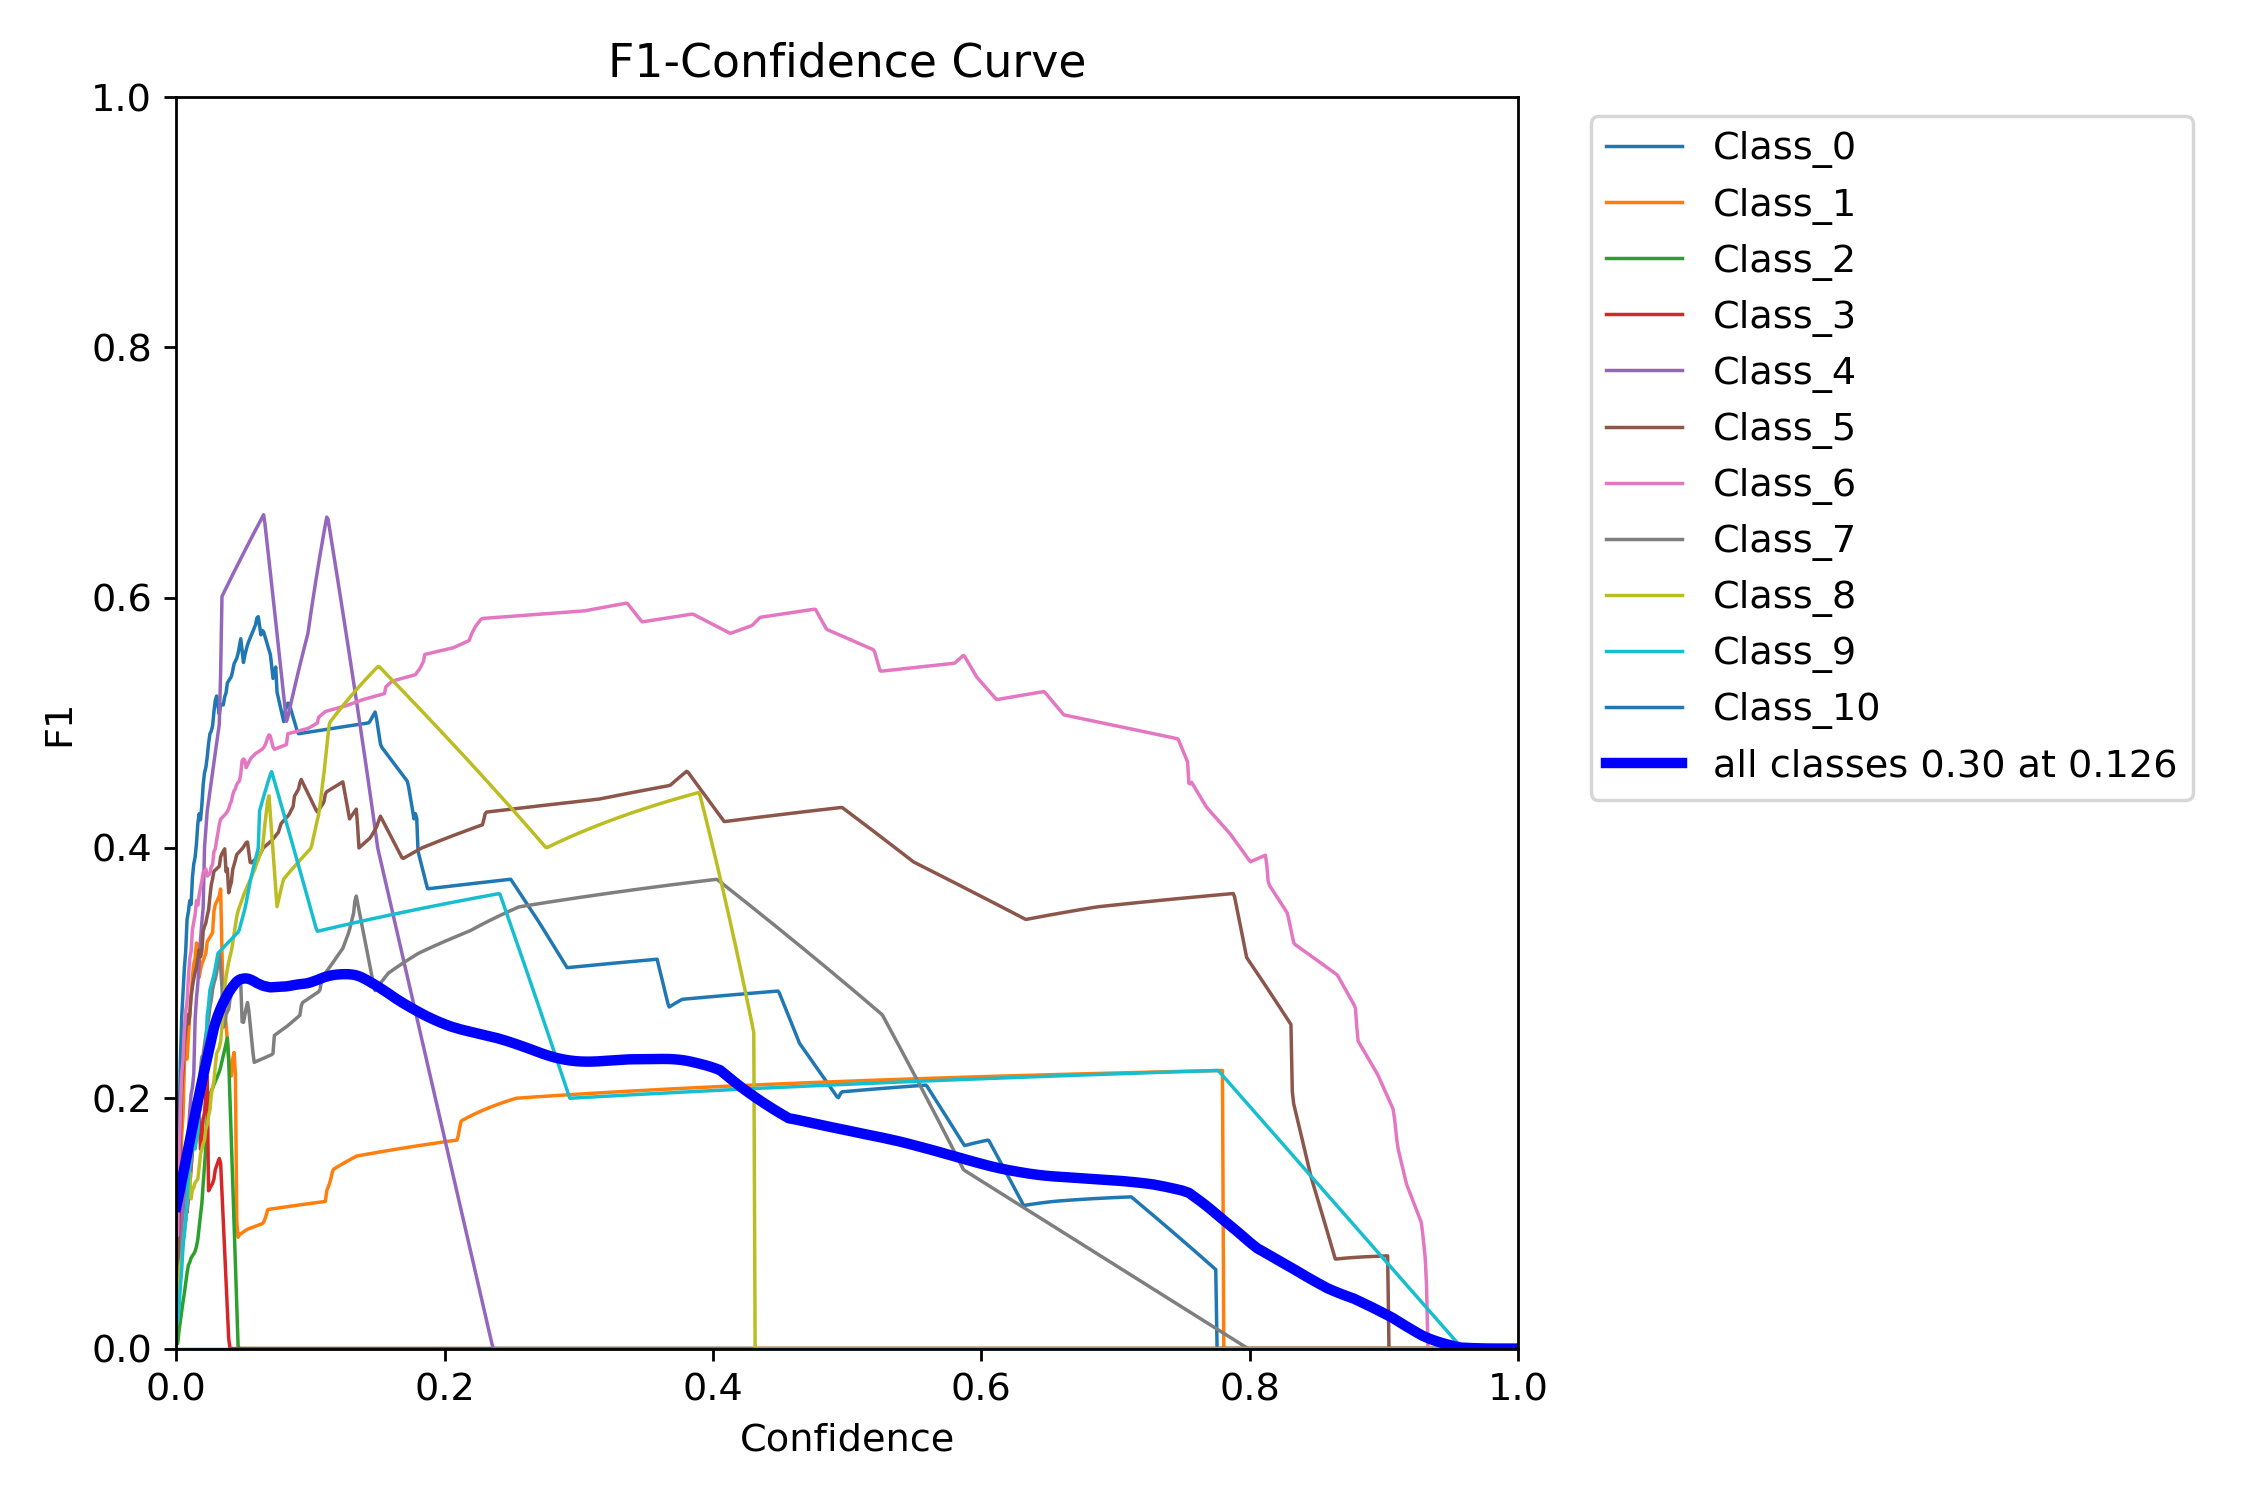 F1-Confidence Curve
1.0
0.8
0.6
0.4
0.2
0.0
F1
0.0 0.2 0.4 0.6 0.8 1.0
Confidence
Class_0
Class_1
Class_2
Class_3
Class_4
Class_5
Class_6
Class_7
Class_8
Class_9
Class_10
all classes 0.30 at 0.126